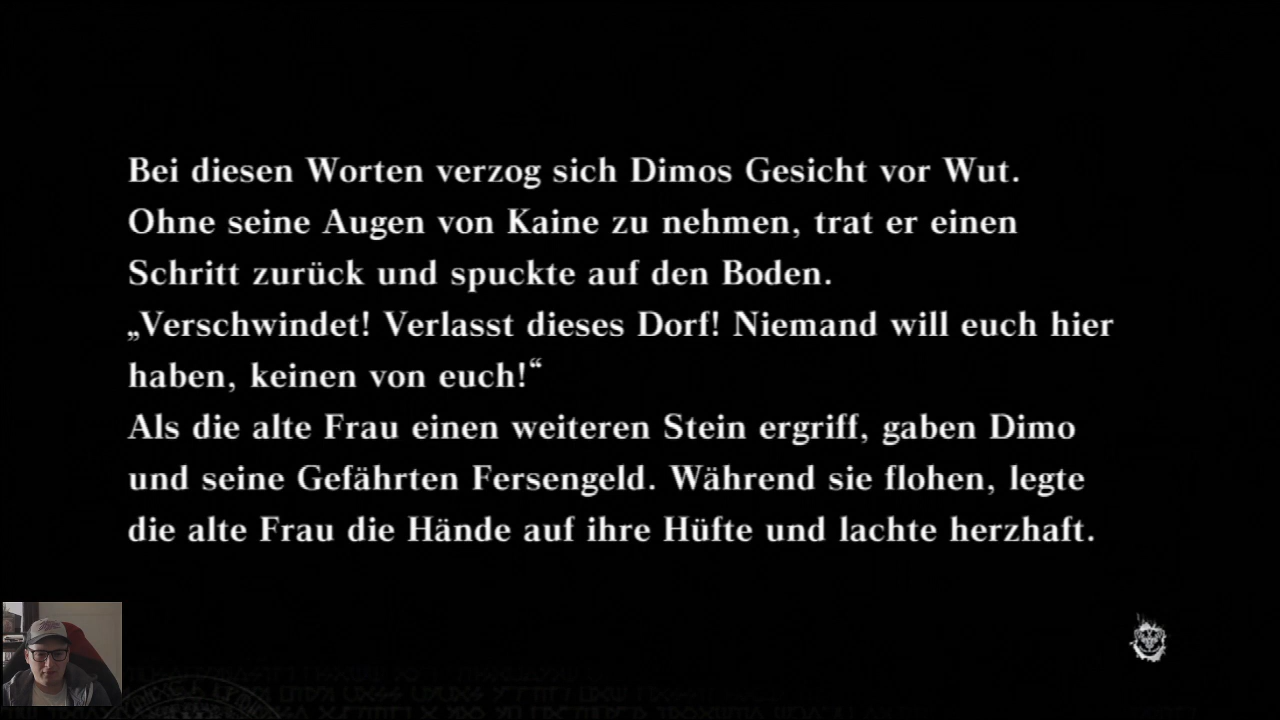 Bei diesen Worten verzog sich Dimos Gesicht vor Wut.
Ohne seine Augen von Kaine zu nehmen, trat er einen
Schritt zurück und spuckte auf den Boden.
„Verschwindet! Verlasst dieses Dorf! Niemand will euch hier
haben, keinen von euch!“
Als die alte Frau einen weiteren Stein ergriff, gaben Dimo
und seine Gefährten Fersengeld. Während sie flohen, legte
die alte Frau die Hände auf ihre Hüfte und lachte herzhaft.